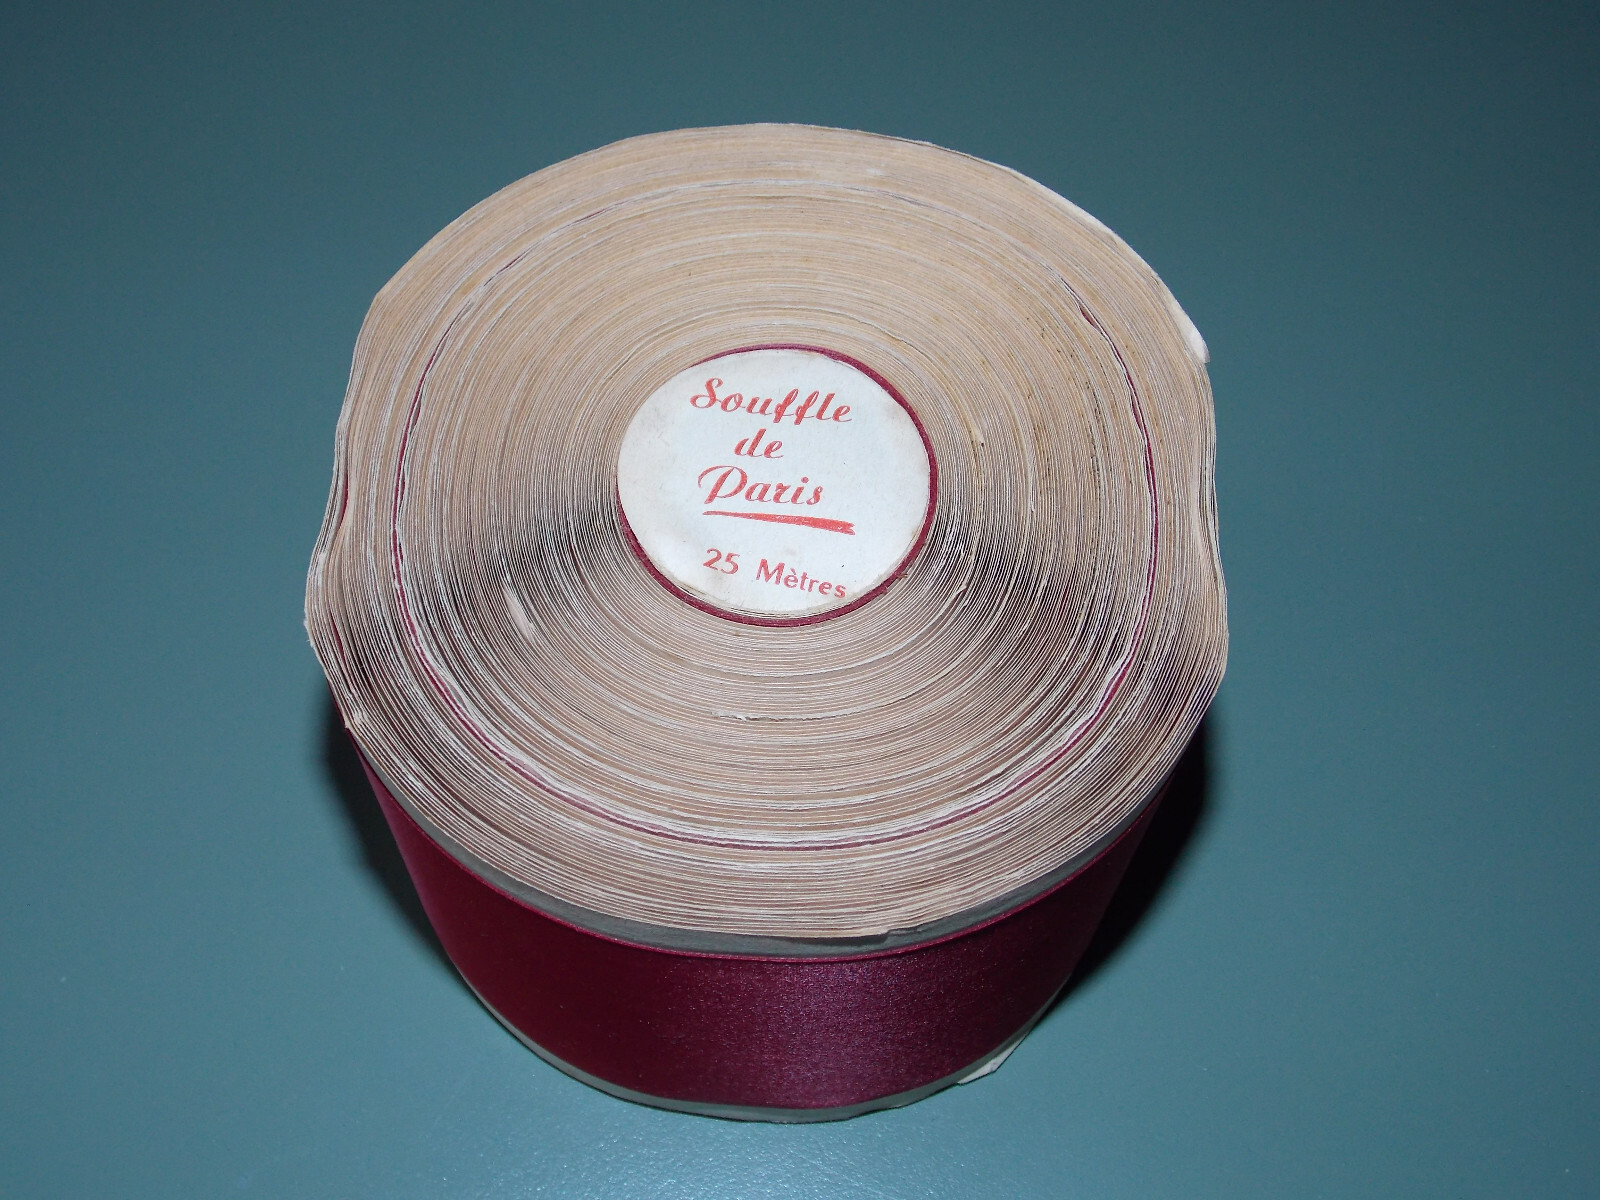 Souffle
de
Paris
25 Mètres